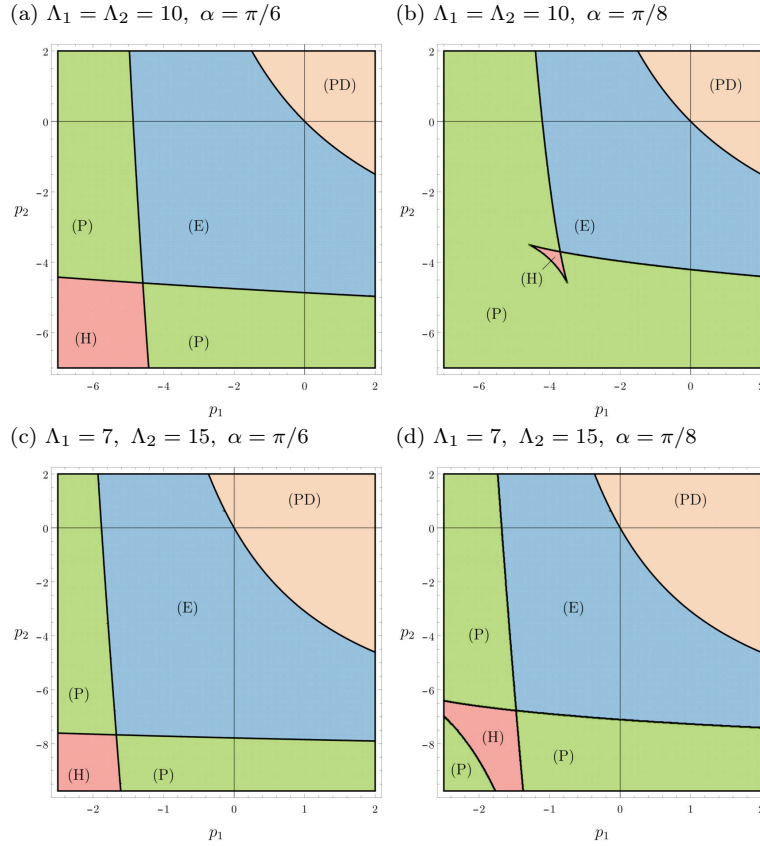 (a) Λ₁ = Λ₂ = 10, α = π/6
(b) Λ₁ = Λ₂ = 10, α = π/8
2
0
−2
−4
−6
p₂
(PD)
(P)
(E)
(H)
(P)
−6
−4
−2
0
2
p₁
2
0
−2
−4
−6
p₂
(PD)
(E)
(H)
(P)
−6
−4
−2
0
2
p₁
(c) Λ₁ = 7, Λ₂ = 15, α = π/6
(d) Λ₁ = 7, Λ₂ = 15, α = π/8
2
0
−2
−4
−6
−8
p₂
(PD)
(E)
(P)
(H)
(P)
−2
−1
0
1
2
p₁
2
0
−2
−4
−6
−8
p₂
(PD)
(E)
(P)
(H)
(P)
(P)
−2
−1
0
1
2
p₁